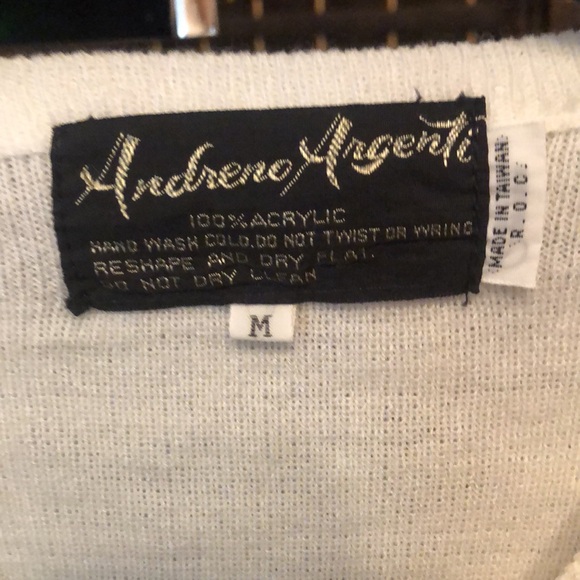 Andreno Argenti
100% ACRYLIC
HAND WASH COLD. DO NOT TWIST OR WRING
RESHAPE AND DRY FLAT.
DO NOT DRY CLEAN
M
MADE IN TAIWAN
R.O.C.